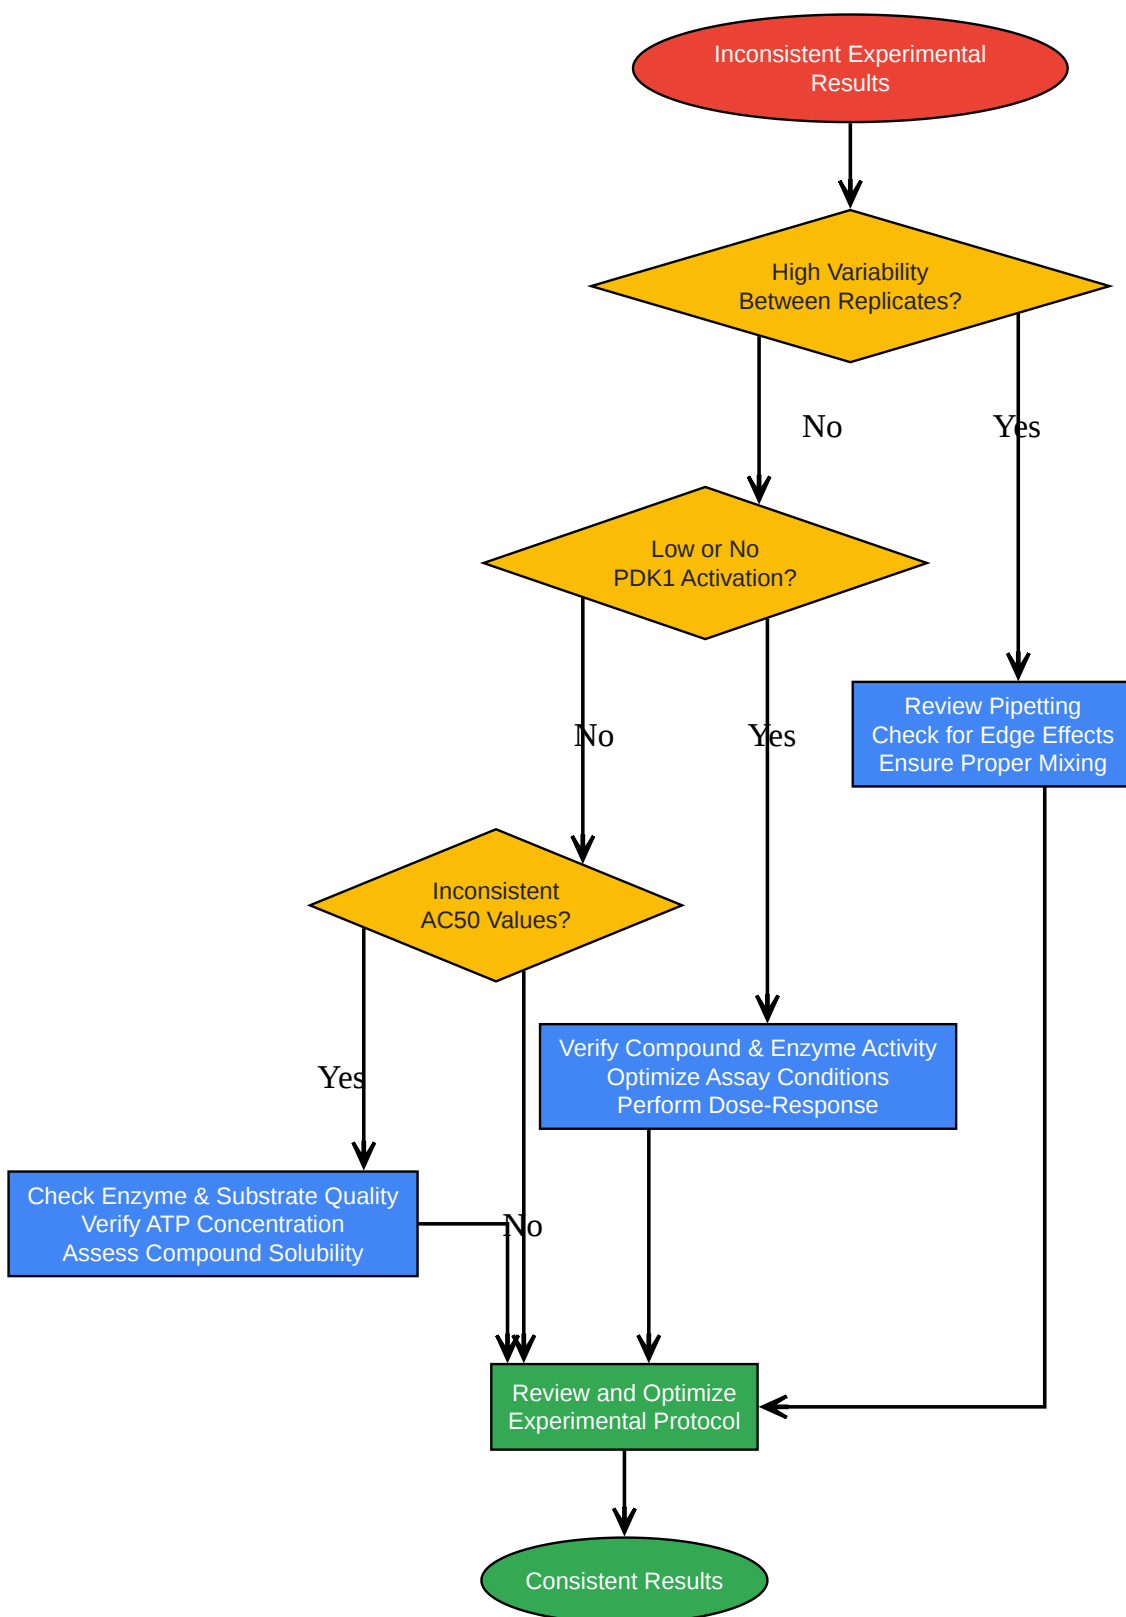 Inconsistent Experimental
Results
High Variability
Between Replicates?
No
Yes
Low or No
PDK1 Activation?
Review Pipetting
Check for Edge Effects
Ensure Proper Mixing
No
Yes
Inconsistent
AC50 Values?
Verify Compound & Enzyme Activity
Optimize Assay Conditions
Perform Dose-Response
Yes
Check Enzyme & Substrate Quality
Verify ATP Concentration
Assess Compound Solubility
No
Review and Optimize
Experimental Protocol
Consistent Results